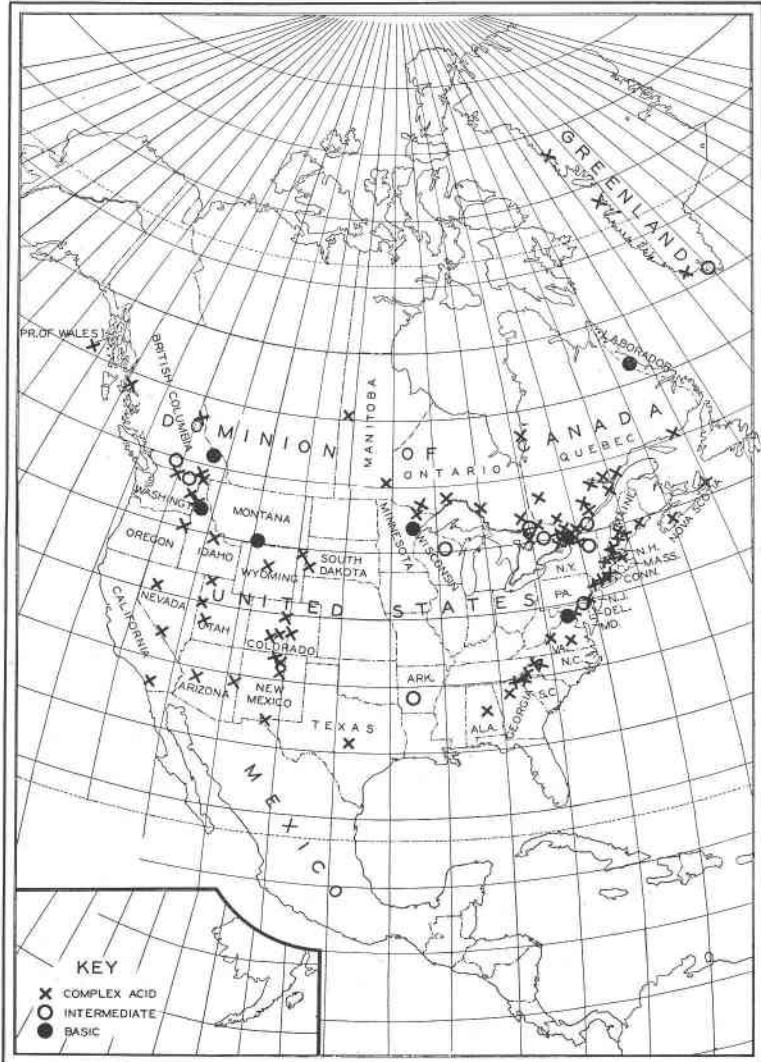 GREENLAND
LABORADOR
PR.OF WALES I
BRITISH COLUMBIA
DOMINION OF CANADA
MANITOBA
ONTARIO
QUEBEC
WASHINGT
MONTANA
MINNESOTA
WISCONSIN
MAINE
NOVA SCOTIA
OREGON
IDAHO
WYOMING
SOUTH
DAKOTA
N.Y.
N.H.
MASS.
CONN.
NEVADA
UNITED STATES
PA.
N.J.
DEL.
MD.
CALIFORNIA
UTAH
COLORADO
VA.
N.C.
ARIZONA
NEW
MEXICO
ARK.
S.C.
GEORGIA
ALA.
TEXAS
MEXICO
KEY
COMPLEX ACID
INTERMEDIATE
BASIC